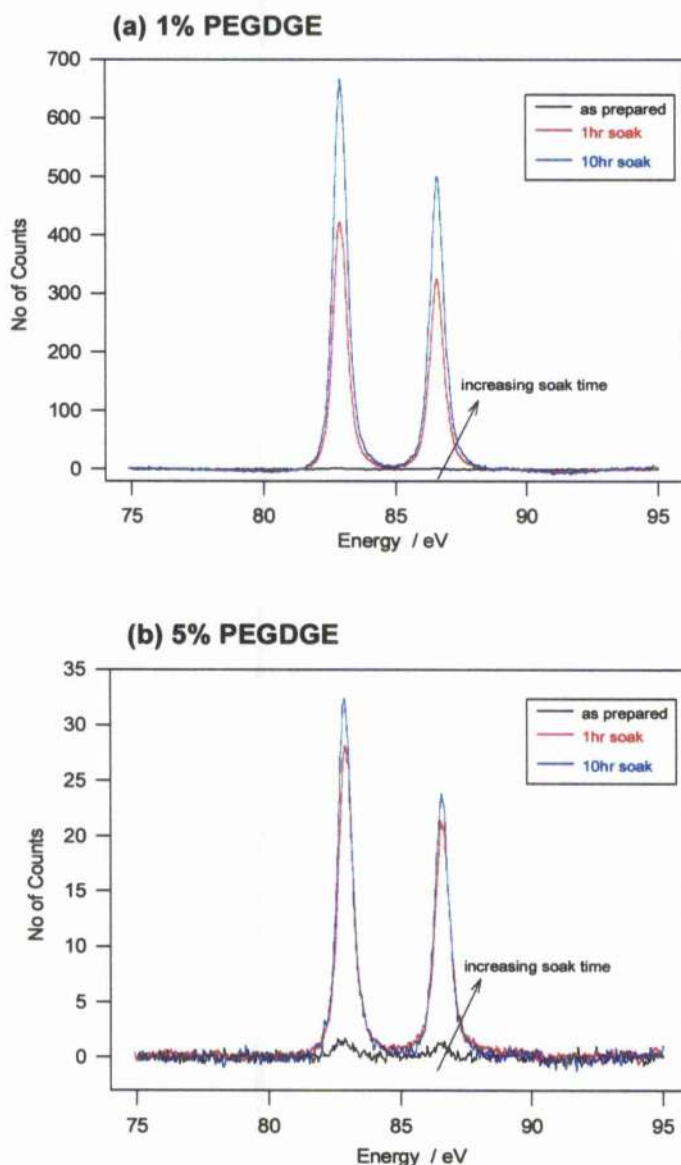 (a) 1% PEGDGE
700
600
500
400
300
200
100
0
No of Counts
as prepared
1hr soak
10hr soak
increasing soak time
75 80 85 90 95
Energy / eV
(b) 5% PEGDGE
35
30
25
20
15
10
5
0
No of Counts
as prepared
1hr soak
10hr soak
increasing soak time
75 80 85 90 95
Energy / eV